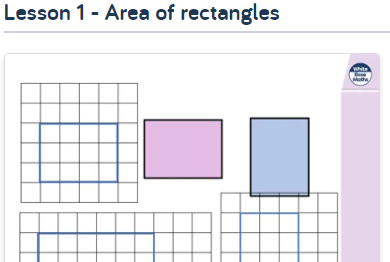 Lesson 1 - Area of rectangles
White
Rose
Maths